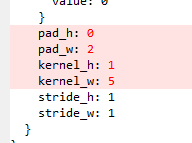 value: 0
}
pad_h: 0
pad_w: 2
kernel_h: 1
kernel_w: 5
stride_h: 1
stride_w: 1
}